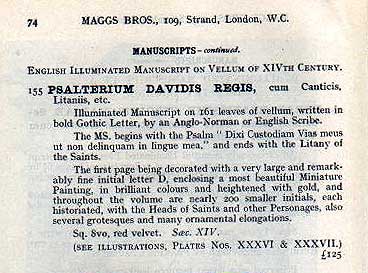 74 MAGGS BROS., 109, Strand, London, W.C.
MANUSCRIPTS—continued.
ENGLISH ILLUMINATED MANUSCRIPT ON VELLUM OF XIVTH CENTURY.
155 PSALTERIUM DAVIDIS REGIS, cum Canticis,
Litaniis, etc.
Illuminated Manuscript on 161 leaves of vellum, written in
bold Gothic Letter, by an Anglo-Norman or English Scribe.
The MS. begins with the Psalm " Dixi Custodiam Vias meus
ut non delinquam in lingue mea," and ends with the Litany of
the Saints.
The first page being decorated with a very large and remark-
ably fine initial letter D, enclosing a most beautiful Miniature
Painting, in brilliant colours and heightened with gold, and
throughout the volume are nearly 200 smaller initials, each
historiated, with the Heads of Saints and other Personages, also
several grotesques and many ornamental elongations.
Sq. 8vo, red velvet. Sæc. XIV.
(SEE ILLUSTRATIONS, PLATES NOS. XXXVI & XXXVII.)
£125